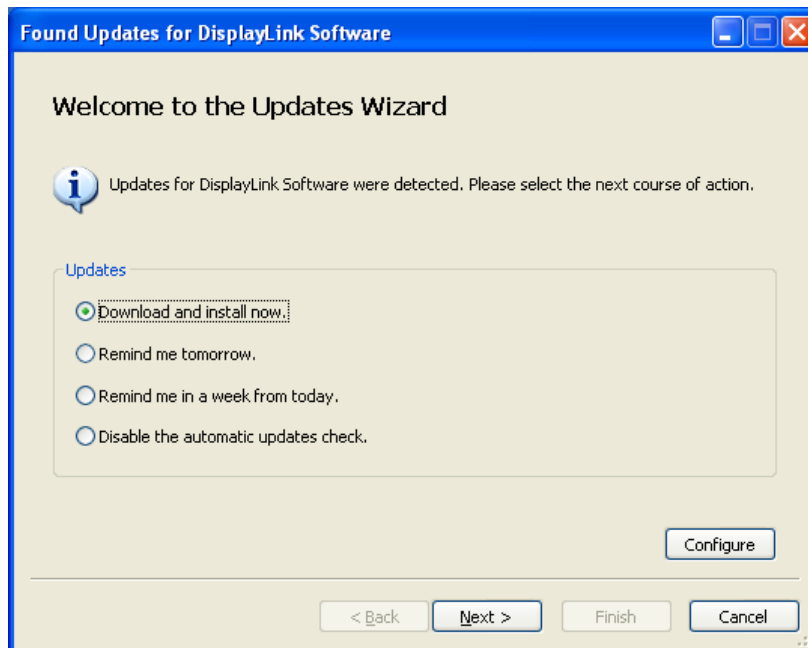 Found Updates for DisplayLink Software
Welcome to the Updates Wizard
Updates for DisplayLink Software were detected. Please select the next course of action.
Updates
Download and install now.
Remind me tomorrow.
Remind me in a week from today.
Disable the automatic updates check.
Configure
< Back Next > Finish Cancel